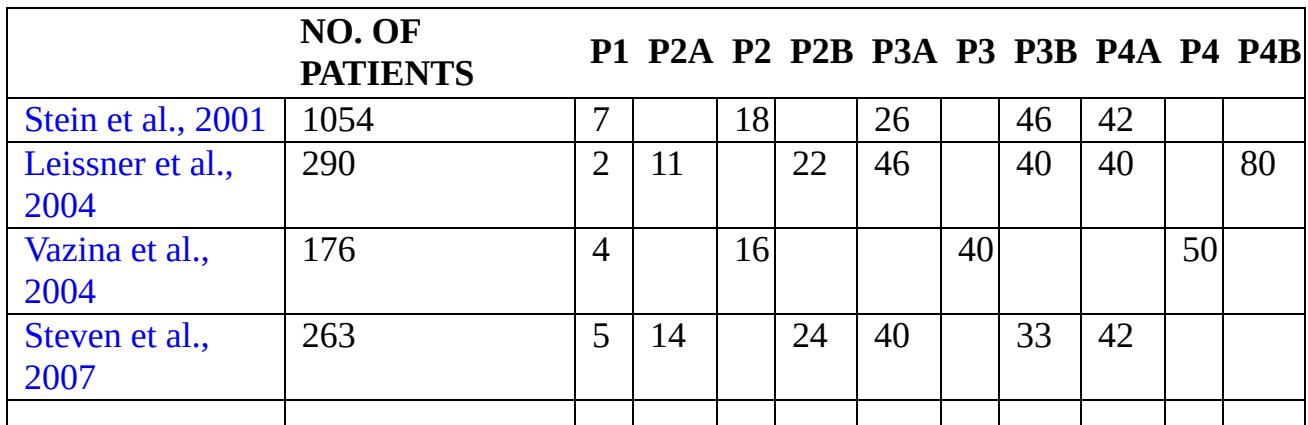 NO. OF
PATIENTS P1 P2A P2 P2B P3A P3 P3B P4A P4 P4B
Stein et al., 2001 1054 7 18 26 46 42
Leissner et al., 290 2 11 22 46 40 40 80
2004
Vazina et al., 176 4 16 40 50
2004
Steven et al., 263 5 14 24 40 33 42
2007